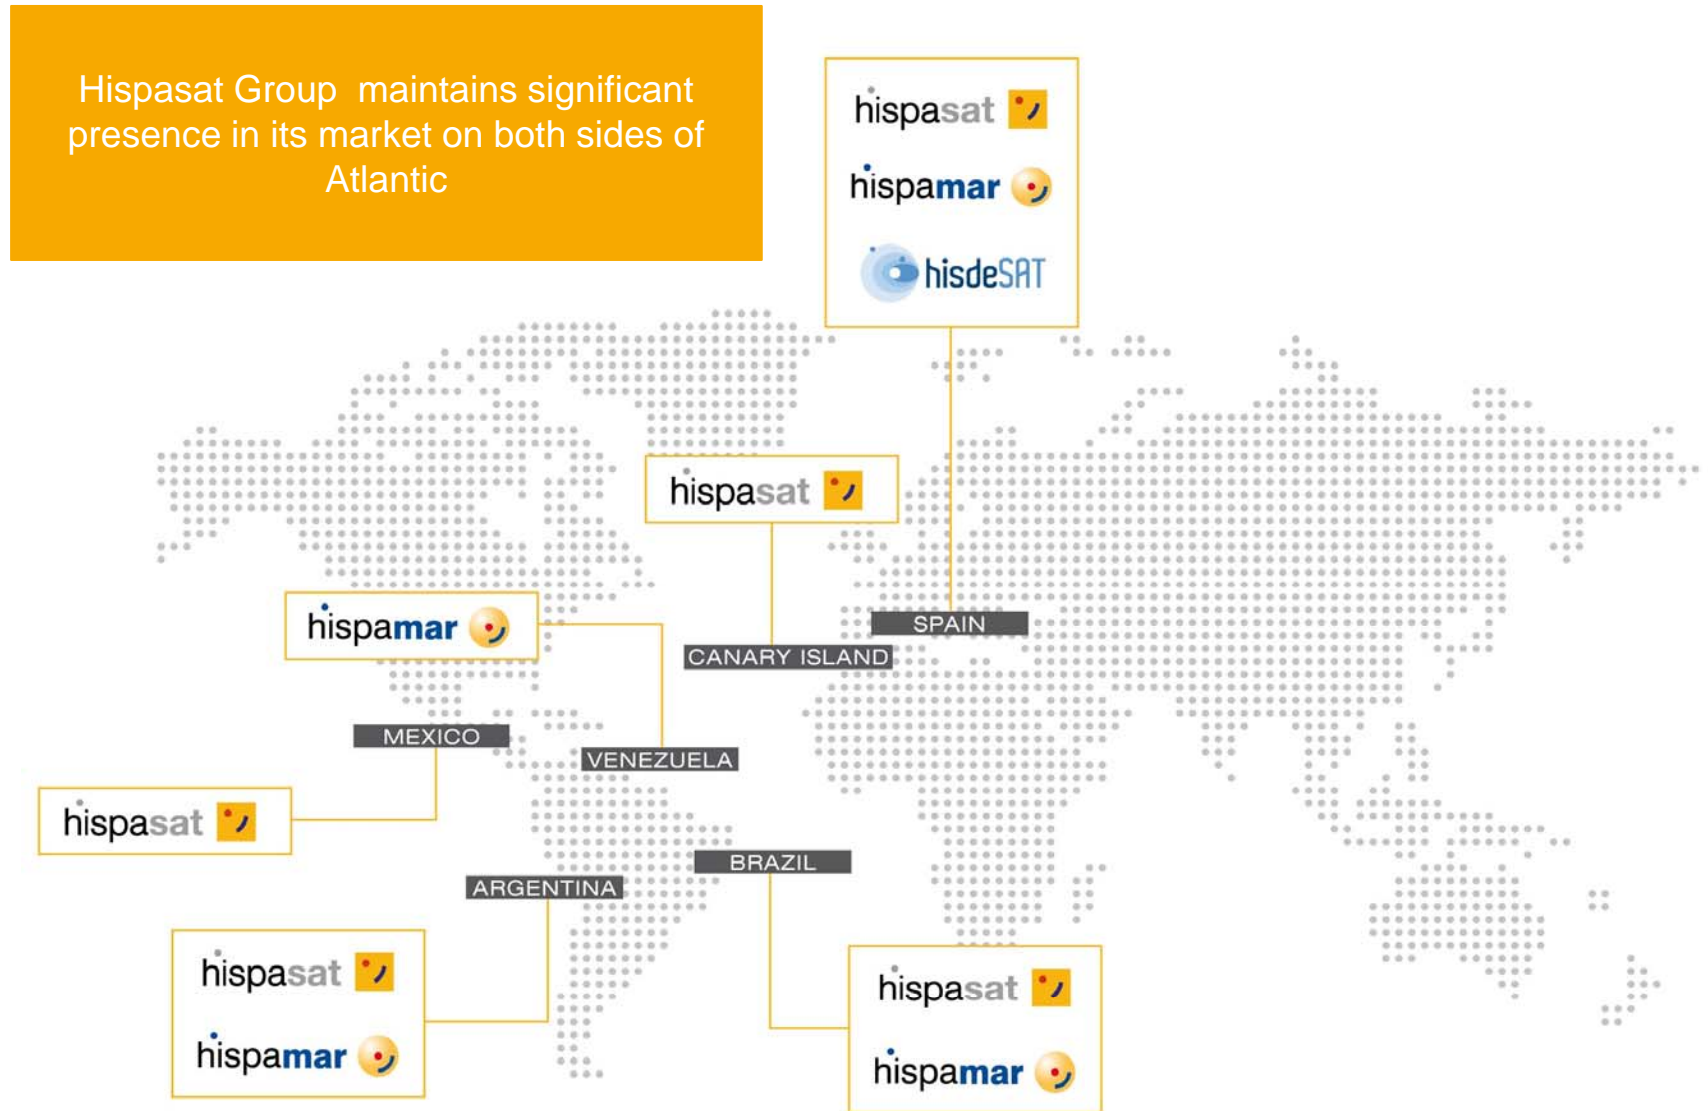 Hispasat Group  maintains significant
presence in its market on both sides of
Atlantic
hispasat
hispamar
hisdeSAT
hispasat
hispamar
SPAIN
CANARY ISLAND
MEXICO
VENEZUELA
hispasat
BRAZIL
ARGENTINA
hispasat
hispamar
hispasat
hispamar